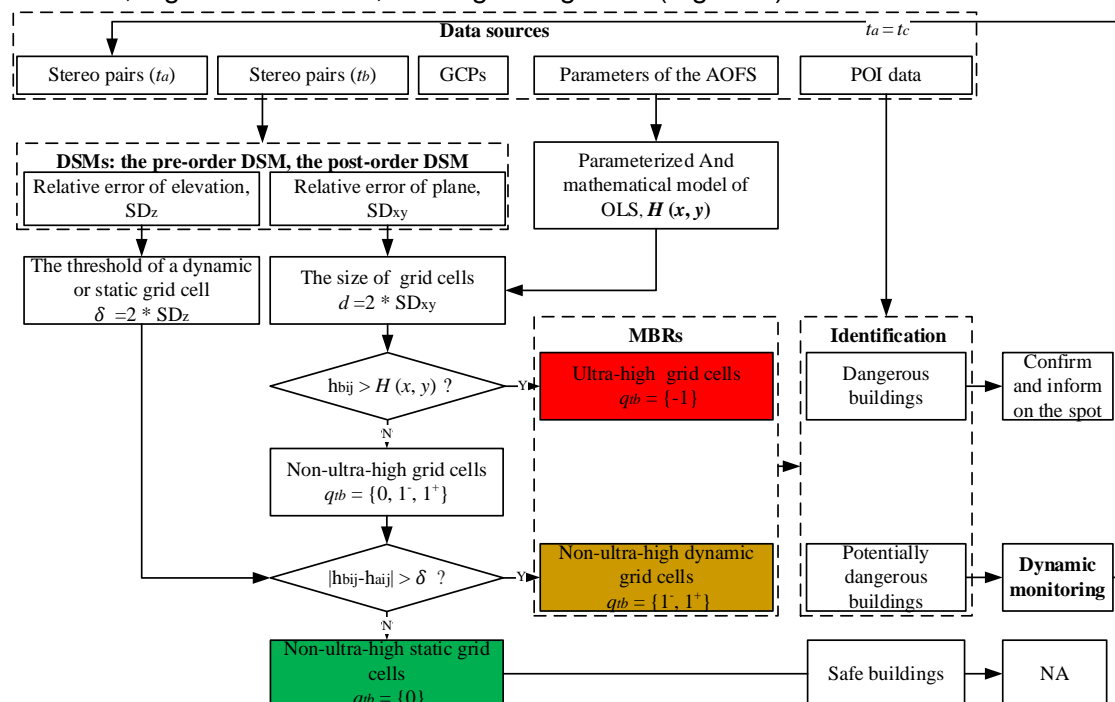 Data sources
ta = tc
Stereo pairs (ta)
Stereo pairs (tb)
GCPs
Parameters of the AOFS
POI data
DSMs: the pre-order DSM, the post-order DSM
Relative error of elevation,
SDz
Relative error of plane,
SDxy
Parameterized And
mathematical model of
OLS, H (x, y)
The threshold of a dynamic
or static grid cell
δ =2 * SDz
The size of grid cells
d =2 * SDxy
MBRs
Identification
hbij > H (x, y) ?
Y
Ultra-high grid cells
qtb = {-1}
Dangerous
buildings
Confirm
and inform
on the spot
N
Non-ultra-high grid cells
qtb = {0, 1-, 1+}
|hbij-haij| > δ ?
Y
Non-ultra-high dynamic
grid cells
qtb = {1-, 1+}
Potentially
dangerous
buildings
Dynamic
monitoring
N
Non-ultra-high static grid
cells
qtb = {0}
Safe buildings
NA